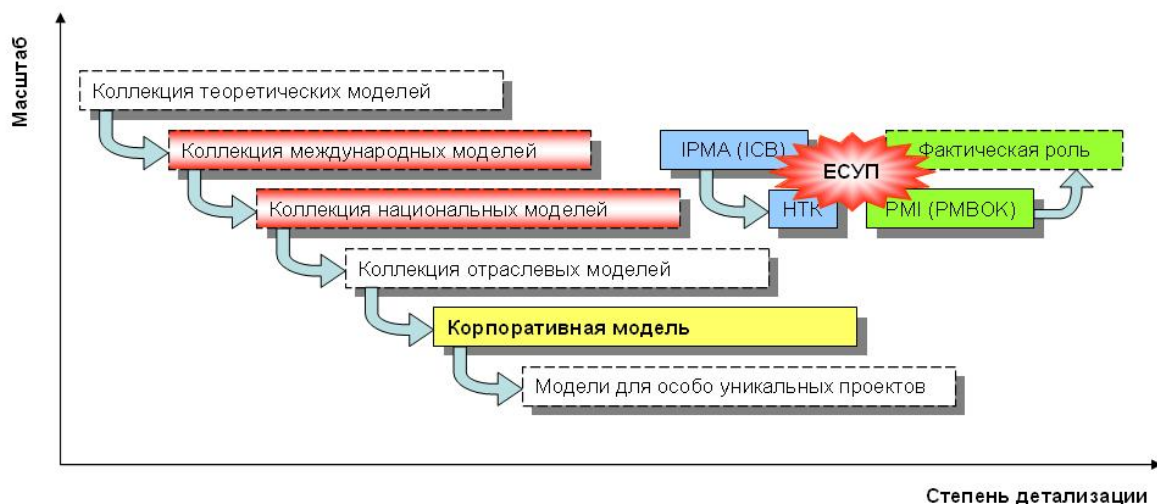 Масштаб
Коллекция теоретических моделей
Коллекция международных моделей
IPMA (ICB)
ЕСУП
Фактическая роль
Коллекция национальных моделей
НТК
PMI (PMBOK)
Коллекция отраслевых моделей
Корпоративная модель
Модели для особо уникальных проектов
Степень детализации